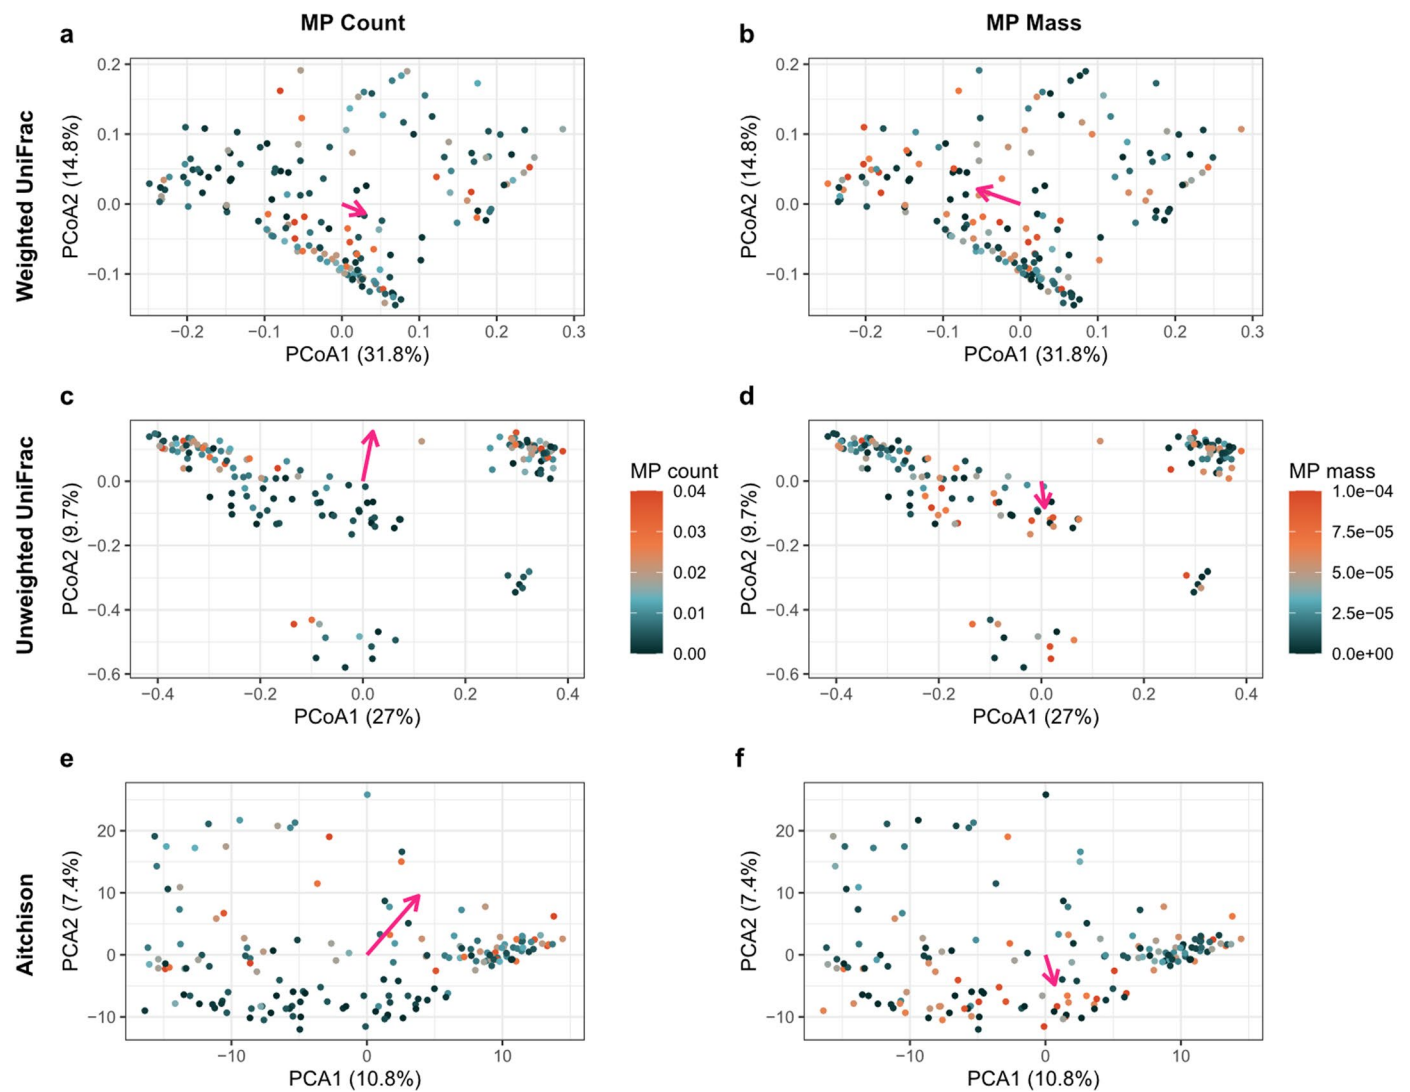 MP Count
MP Mass
a
b
Weighted UniFrac
PCoA2 (14.8%)
0.2
0.1
0.0
−0.1
−0.2
−0.1
0.0
0.1
0.2
0.3
PCoA1 (31.8%)
PCoA2 (14.8%)
0.2
0.1
0.0
−0.1
−0.2
−0.1
0.0
0.1
0.2
0.3
PCoA1 (31.8%)
c
d
Unweighted UniFrac
PCoA2 (9.7%)
0.0
−0.2
−0.4
−0.6
−0.4
−0.2
0.0
0.2
0.4
PCoA1 (27%)
MP count
0.04
0.03
0.02
0.01
0.00
PCoA2 (9.7%)
0.0
−0.2
−0.4
−0.6
−0.4
−0.2
0.0
0.2
0.4
PCoA1 (27%)
MP mass
1.0e−04
7.5e−05
5.0e−05
2.5e−05
0.0e+00
e
f
Aitchison
PCA2 (7.4%)
20
10
0
−10
−10
0
10
PCA1 (10.8%)
PCA2 (7.4%)
20
10
0
−10
−10
0
10
PCA1 (10.8%)